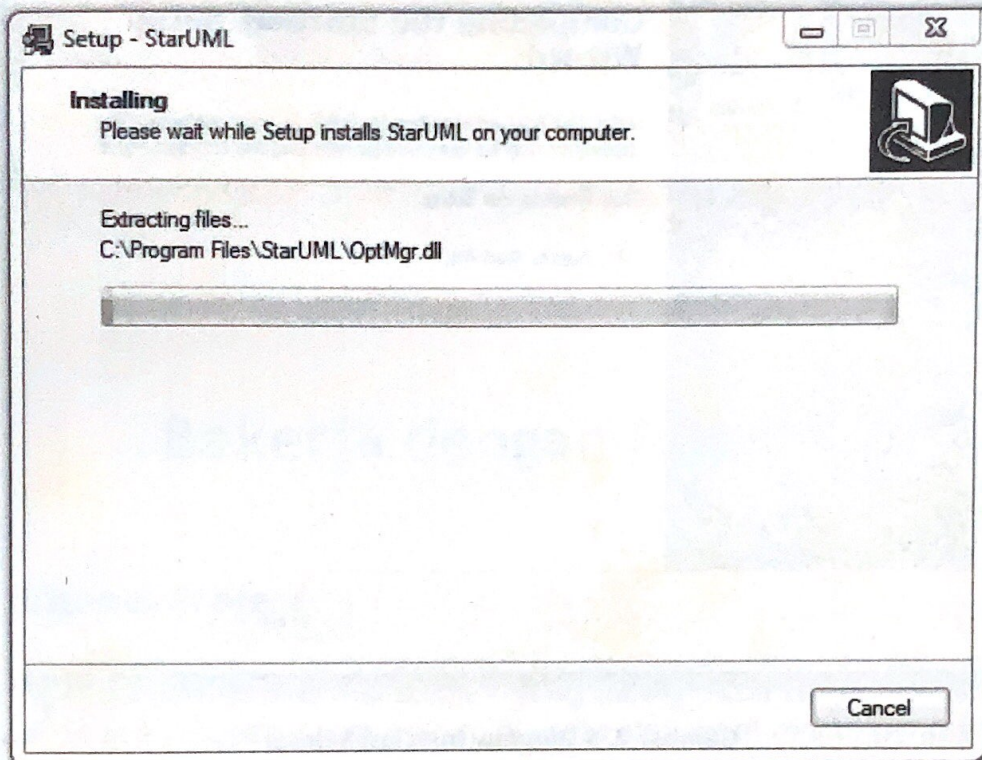 Setup - StarUML
Installing
Please wait while Setup installs StarUML on your computer.
Extracting files...
C:\Program Files\StarUML\OptMgr.dll
Cancel